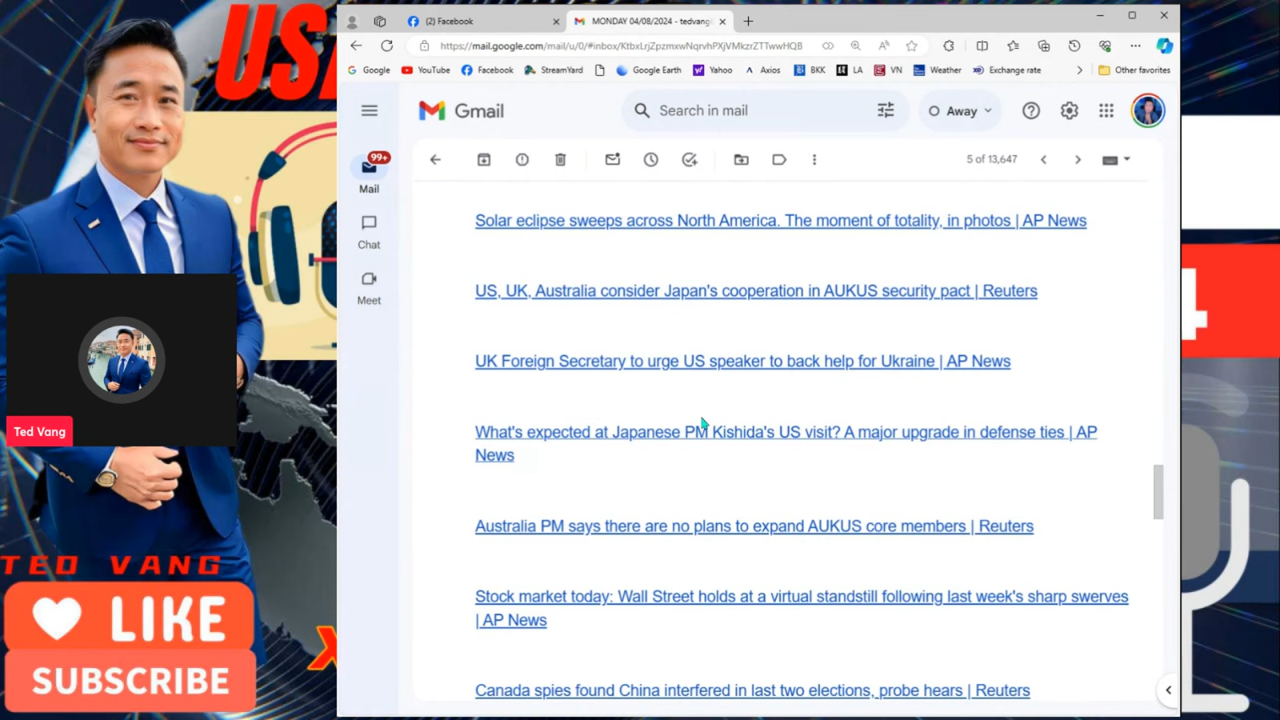 US
(2) Facebook
MONDAY 04/08/2024 - tedvang
https://mail.google.com/mail/u/0/#inbox/KtbxLrjZpzmxwNqrvhPXjVMkzrZTTwwHQB
Google YouTube Facebook StreamYard Google Earth Yahoo Axios BKK LA VN Weather Exchange rate Other favorites
Gmail
Search in mail
Away
99+
Mail
5 of 13,647
Chat
Meet
Solar eclipse sweeps across North America. The moment of totality, in photos | AP News
US, UK, Australia consider Japan's cooperation in AUKUS security pact | Reuters
UK Foreign Secretary to urge US speaker to back help for Ukraine | AP News
What's expected at Japanese PM Kishida's US visit? A major upgrade in defense ties | AP
News
Australia PM says there are no plans to expand AUKUS core members | Reuters
Stock market today: Wall Street holds at a virtual standstill following last week's sharp swerves
| AP News
Canada spies found China interfered in last two elections, probe hears | Reuters
Ted Vang
TED VANG
LIKE
SUBSCRIBE
X
4